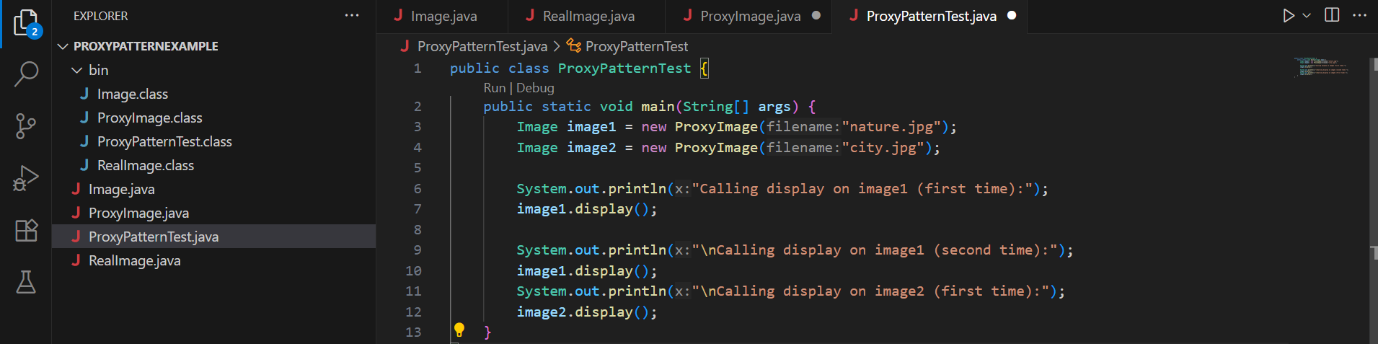 EXPLORER
PROXYPATTERNEXAMPLE
bin
Image.class
ProxyImage.class
ProxyPatternTest.class
RealImage.class
Image.java
ProxyImage.java
ProxyPatternTest.java
RealImage.java
2
Image.java RealImage.java ProxyImage.java ProxyPatternTest.java
ProxyPatternTest.java > ProxyPatternTest
1 public class ProxyPatternTest {
Run | Debug
2 public static void main(String[] args) {
3 Image image1 = new ProxyImage(filename:"nature.jpg");
4 Image image2 = new ProxyImage(filename:"city.jpg");
5
6 System.out.println(x:"Calling display on image1 (first time):");
7 image1.display();
8
9 System.out.println(x:"\nCalling display on image1 (second time):");
10 image1.display();
11 System.out.println(x:"\nCalling display on image2 (first time):");
12 image2.display();
13 }